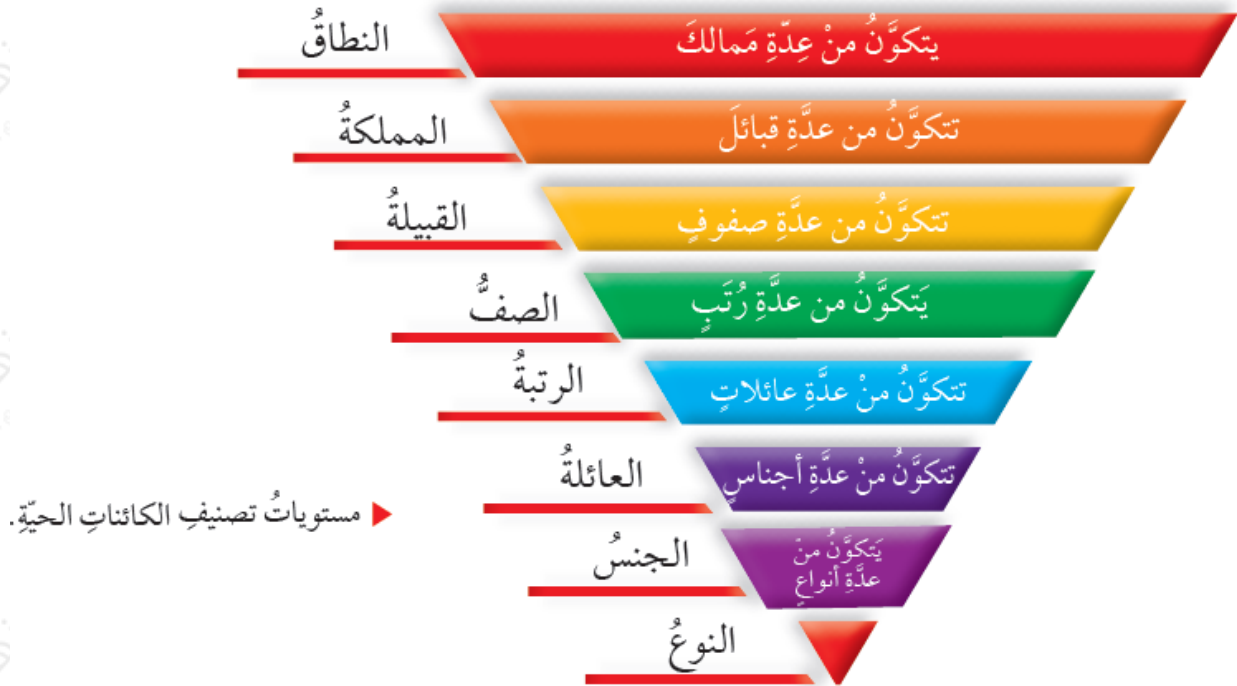 النطاقُ
يتكوَّنُ منْ عِدّةِ مَمالكَ
المملكةُ
تتكوَّنُ من عدَّةِ قبائلَ
القبيلةُ
تتكوَّنُ من عدَّةِ صفوفٍ
الصفُّ
يَتكوَّنُ من عدَّةِ رُتَبٍ
الرتبةُ
تتكوَّنُ منْ عدَّةِ عائلاتٍ
العائلةُ
تتكوَّنُ منْ عدَّةِ أجناسٍ
مستوياتُ تصنيفِ الكائناتِ الحيّةِ.
الجنسُ
يَتكوَّنُ منْ
عدَّةِ أنواعٍ
النوعُ